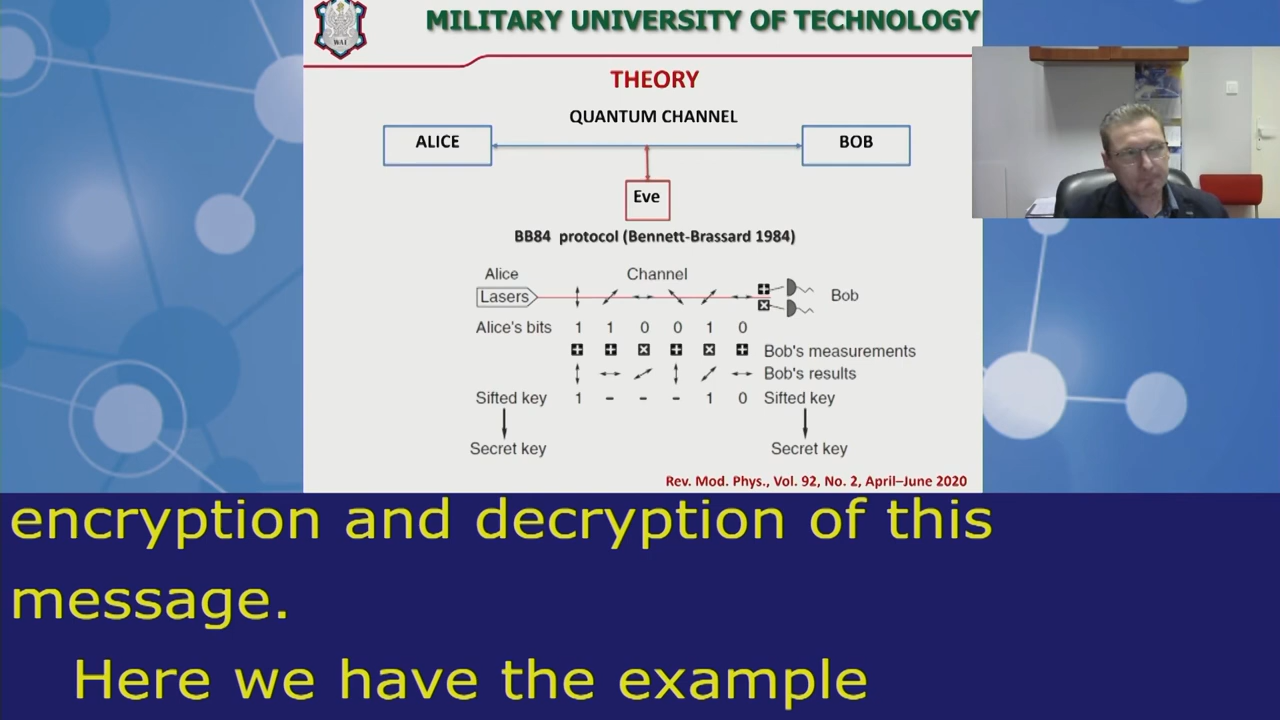 MILITARY UNIVERSITY OF TECHNOLOGY
WAT
THEORY
QUANTUM CHANNEL
ALICE
BOB
Eve
BB84 protocol (Bennett-Brassard 1984)
Alice Channel
Lasers
Bob
Alice's bits 1 1 0 0 1 0
Bob's measurements
Bob's results
Sifted key 1 - - - 1 0 Sifted key
Secret key Secret key
Rev. Mod. Phys., Vol. 92, No. 2, April–June 2020
encryption and decryption of this
message.
Here we have the example